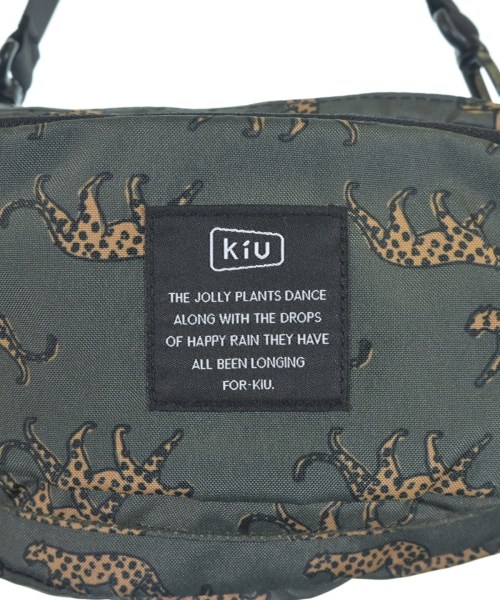 KiU
THE JOLLY PLANTS DANCE
ALONG WITH THE DROPS
OF HAPPY RAIN THEY HAVE
ALL BEEN LONGING
FOR-KiU.